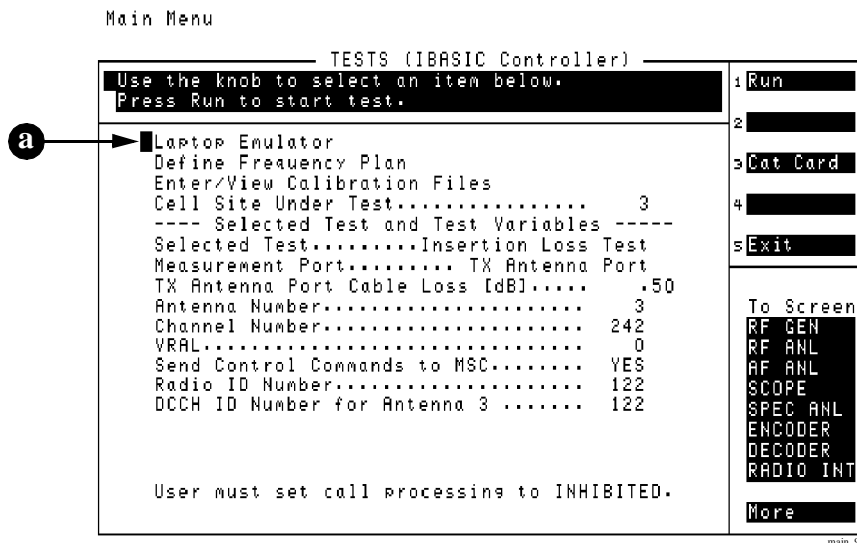 Main Menu
TESTS (IBASIC Controller)
Use the knob to select an item below.
Press Run to start test.
a
Laptop Emulator
Define Frequency Plan
Enter/View Calibration Files
Cell Site Under Test................ 3
---- Selected Test and Test Variables -----
Selected Test.........Insertion Loss Test
Measurement Port......... TX Antenna Port
TX Antenna Port Cable Loss [dB]..... .50
Antenna Number...................... 3
Channel Number...................... 242
VRAL................................ 0
Send Control Commands to MSC........ YES
Radio ID Number..................... 122
DCCH ID Number for Antenna 3 ....... 122
User must set call processing to INHIBITED.
1 Run
2
3 Cat Card
4
5 Exit
To Screen
RF GEN
RF ANL
AF ANL
SCOPE
SPEC ANL
ENCODER
DECODER
RADIO INT
More